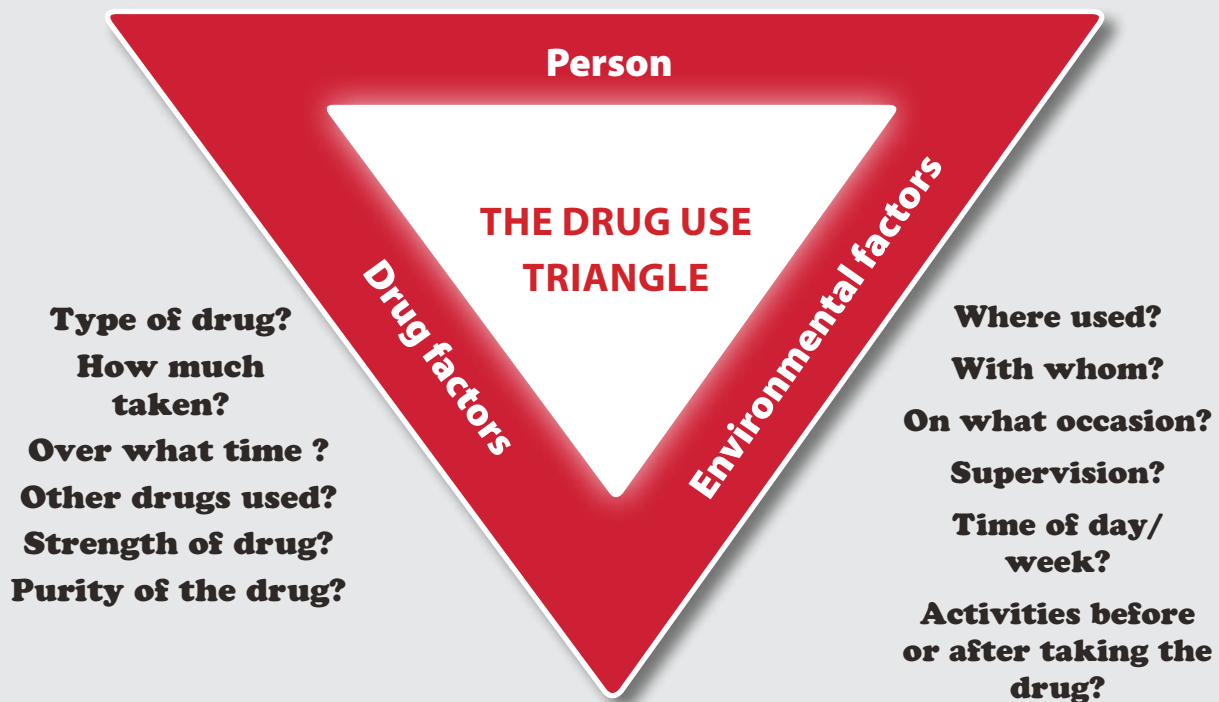 Person
THE DRUG USE
TRIANGLE
Drug factors
Environmental factors
Type of drug?
How much
taken?
Over what time ?
Other drugs used?
Strength of drug?
Purity of the drug?
Where used?
With whom?
On what occasion?
Supervision?
Time of day/
week?
Activities before
or after taking the
drug?